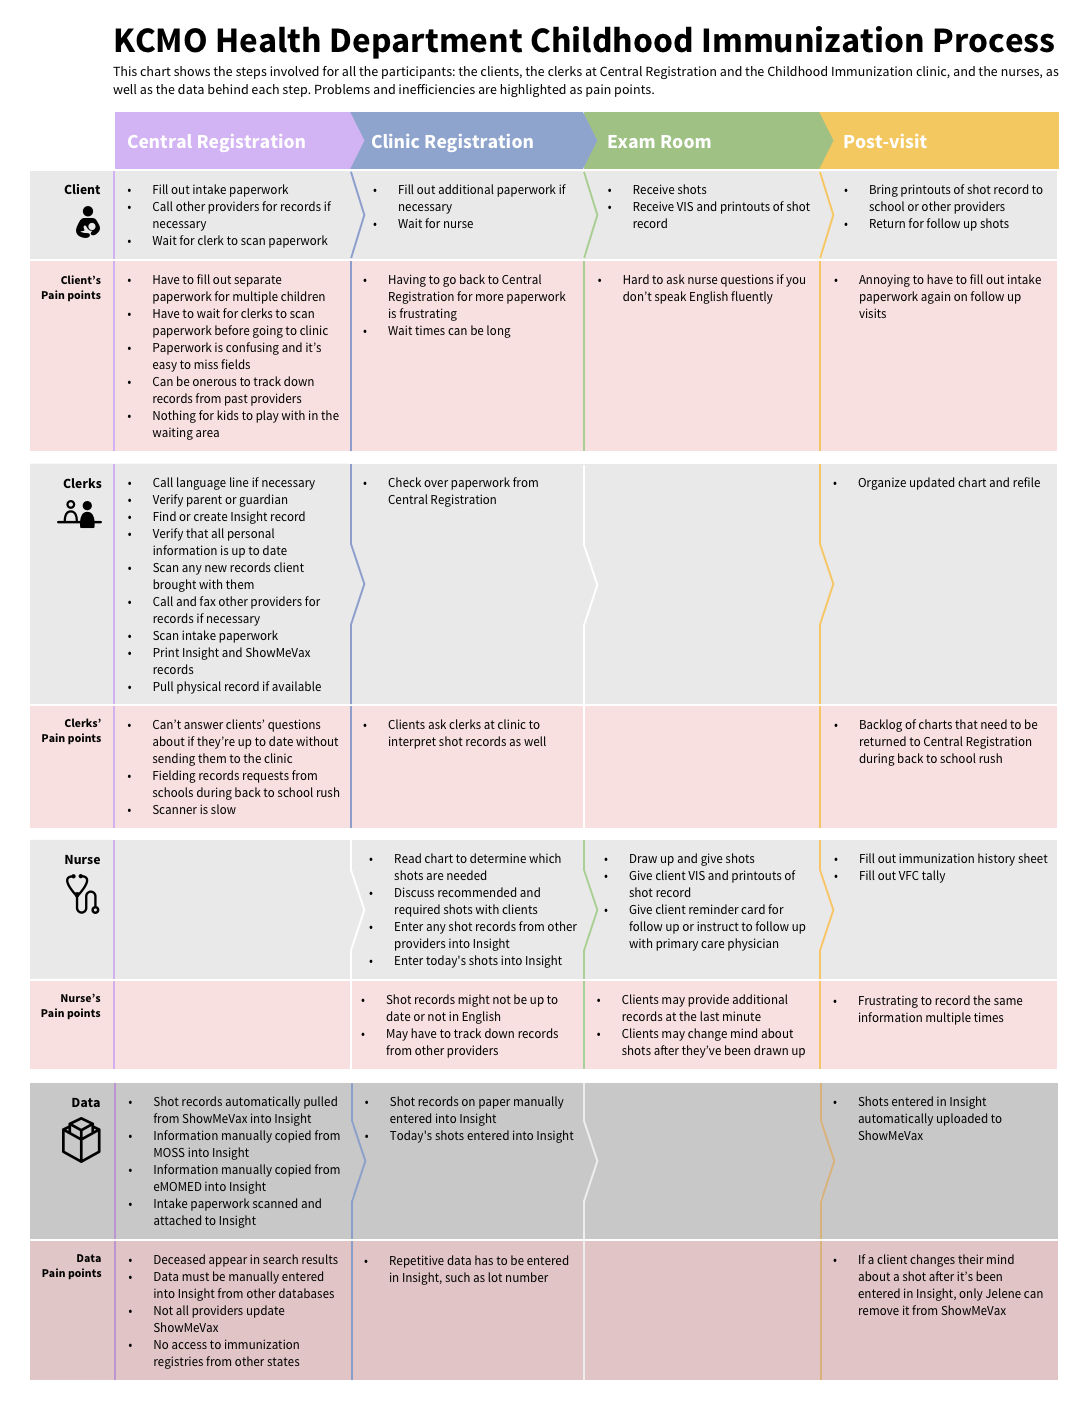 KCMO Health Department Childhood Immunization Process
This chart shows the steps involved for all the participants: the clients, the clerks at Central Registration and the Childhood Immunization clinic, and the nurses, as
well as the data behind each step. Problems and inefficiencies are highlighted as pain points.
Central Registration
Clinic Registration
Exam Room
Post-visit
Client
• Fill out intake paperwork
• Call other providers for records if
necessary
• Wait for clerk to scan paperwork
• Fill out additional paperwork if
necessary
• Wait for nurse
• Receive shots
• Receive VIS and printouts of shot
record
• Bring printouts of shot record to
school or other providers
• Return for follow up shots
Client's
Pain points
• Have to fill out separate
paperwork for multiple children
• Have to wait for clerks to scan
paperwork before going to clinic
• Paperwork is confusing and it's
easy to miss fields
• Can be onerous to track down
records from past providers
• Nothing for kids to play with in the
waiting area
• Having to go back to Central
Registration for more paperwork
is frustrating
• Wait times can be long
• Hard to ask nurse questions if you
don't speak English fluently
• Annoying to have to fill out intake
paperwork again on follow up
visits
Clerks
• Call language line if necessary
• Verify parent or guardian
• Find or create Insight record
• Verify that all personal
information is up to date
• Scan any new records client
brought with them
• Call and fax other providers for
records if necessary
• Scan intake paperwork
• Print Insight and ShowMeVax
records
• Pull physical record if available
• Check over paperwork from
Central Registration
• Organize updated chart and refile
Clerks'
Pain points
• Can't answer clients' questions
about if they're up to date without
sending them to the clinic
• Fielding records requests from
schools during back to school rush
• Scanner is slow
• Clients ask clerks at clinic to
interpret shot records as well
• Backlog of charts that need to be
returned to Central Registration
during back to school rush
Nurse
• Read chart to determine which
shots are needed
• Discuss recommended and
required shots with clients
• Enter any shot records from other
providers into Insight
• Enter today's shots into Insight
• Draw up and give shots
• Give client VIS and printouts of
shot record
• Give client reminder card for
follow up or instruct to follow up
with primary care physician
• Fill out immunization history sheet
• Fill out VFC tally
Nurse's
Pain points
• Shot records might not be up to
date or not in English
• May have to track down records
from other providers
• Clients may provide additional
records at the last minute
• Clients may change mind about
shots after they've been drawn up
• Frustrating to record the same
information multiple times
Data
• Shot records automatically pulled
from ShowMeVax into Insight
• Information manually copied from
MOSS into Insight
• Information manually copied from
eMOMED into Insight
• Intake paperwork scanned and
attached to Insight
• Shot records on paper manually
entered into Insight
• Today's shots entered into Insight
• Shots entered in Insight
automatically uploaded to
ShowMeVax
Data
Pain points
• Deceased appear in search results
• Data must be manually entered
into Insight from other databases
• Not all providers update
ShowMeVax
• No access to immunization
registries from other states
• Repetitive data has to be entered
in Insight, such as lot number
• If a client changes their mind
about a shot after it's been
entered in Insight, only Jelene can
remove it from ShowMeVax